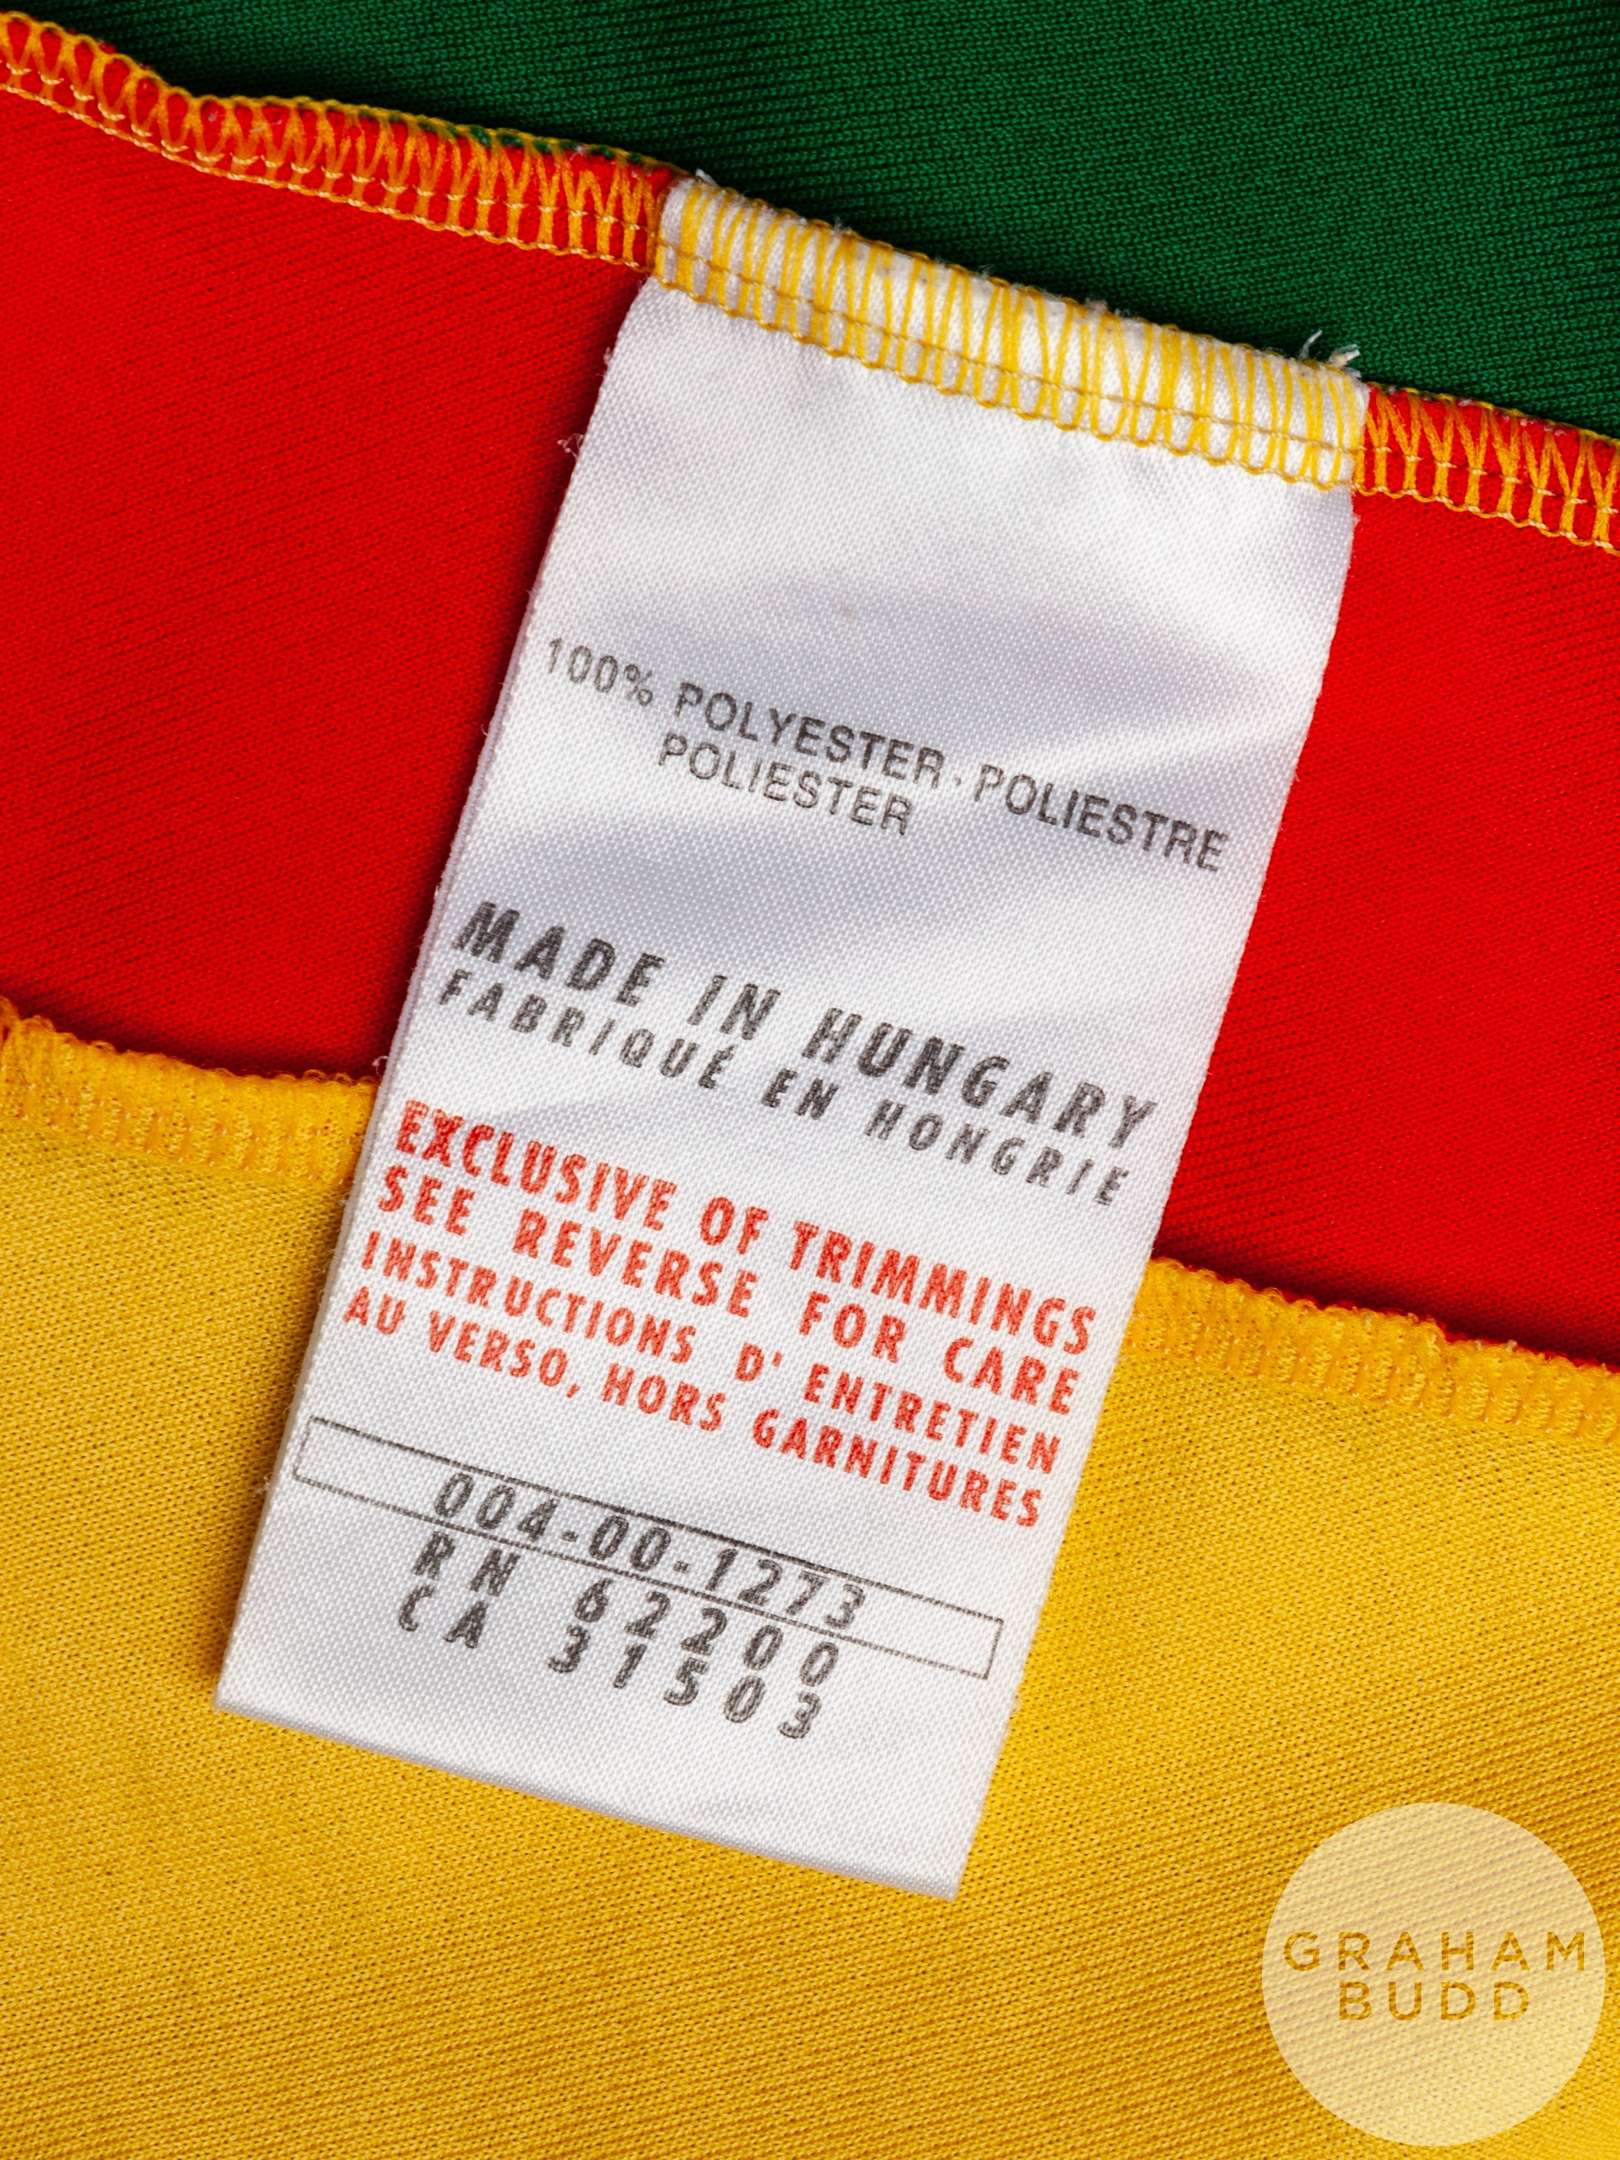 100% POLYESTER · POLIESTRE
POLIESTER
MADE IN HUNGARY
FABRIQUÉ EN HONGRIE
EXCLUSIVE OF TRIMMINGS
SEE REVERSE FOR CARE
INSTRUCTIONS D' ENTRETIEN
AU VERSO, HORS GARNITURES
004-00-1273
RN 62200
CA 31503
GRAHAM
BUDD